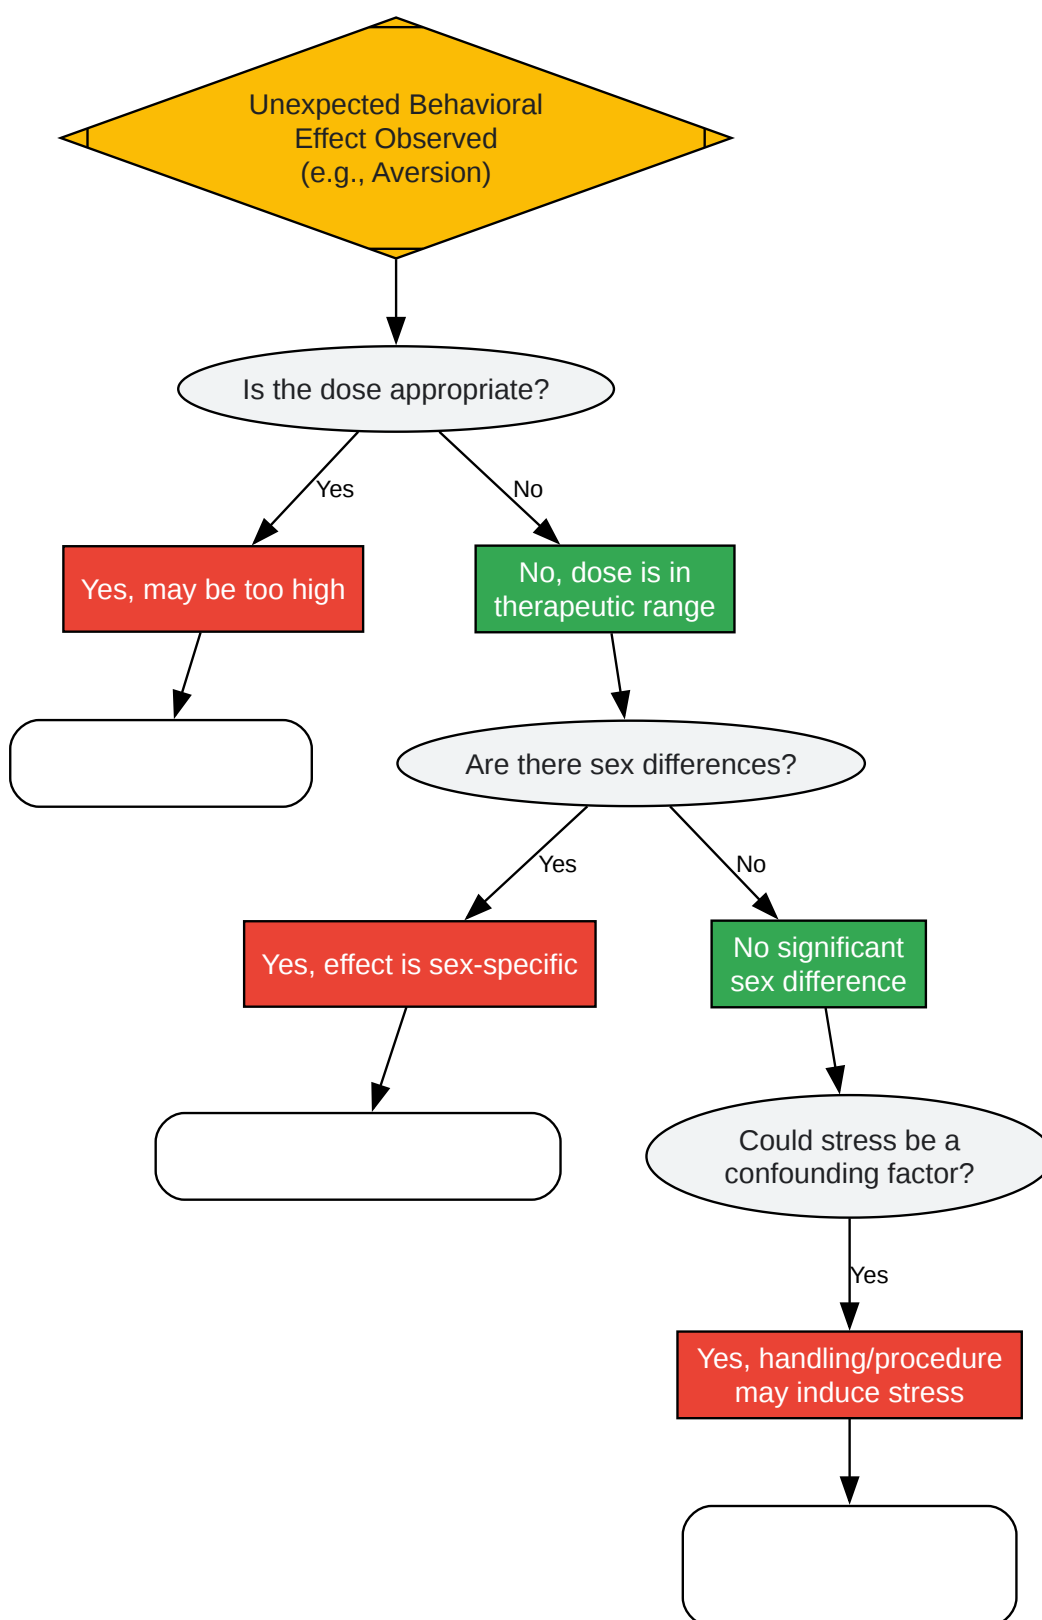 Unexpected Behavioral
Effect Observed
(e.g., Aversion)
Is the dose appropriate?
Yes
No
Yes, may be too high
No, dose is in
therapeutic range
Are there sex differences?
Yes
No
Yes, effect is sex-specific
No significant
sex difference
Could stress be a
confounding factor?
Yes
Yes, handling/procedure
may induce stress